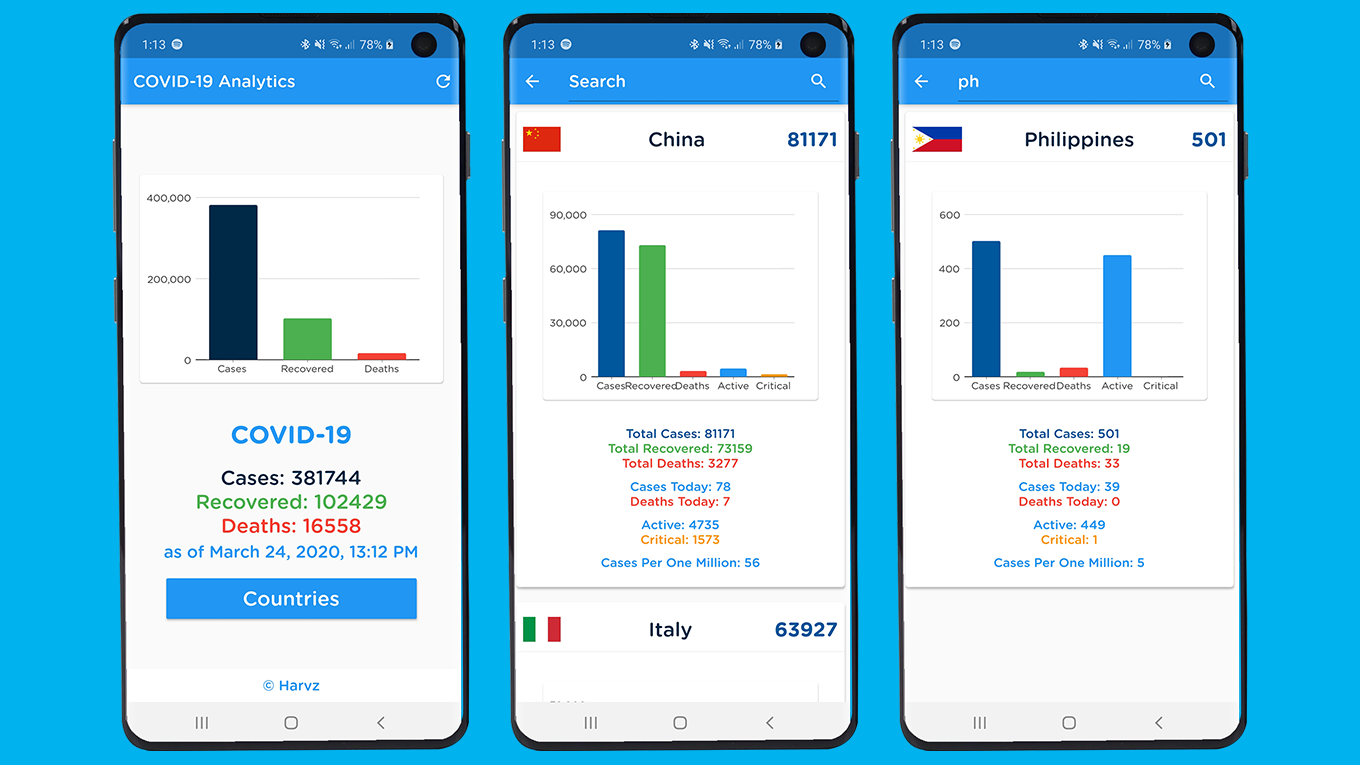 1:13 78%
COVID-19 Analytics
400,000
200,000
0
Cases Recovered Deaths
COVID-19
Cases: 381744
Recovered: 102429
Deaths: 16558
as of March 24, 2020, 13:12 PM
Countries
© Harvz
1:13 78%
Search
China 81171
90,000
60,000
30,000
0
Cases Recovered Deaths Active Critical
Total Cases: 81171
Total Recovered: 73159
Total Deaths: 3277
Cases Today: 78
Deaths Today: 7
Active: 4735
Critical: 1573
Cases Per One Million: 56
Italy 63927
1:13 78%
ph
Philippines 501
600
400
200
0
Cases Recovered Deaths Active Critical
Total Cases: 501
Total Recovered: 19
Total Deaths: 33
Cases Today: 39
Deaths Today: 0
Active: 449
Critical: 1
Cases Per One Million: 5